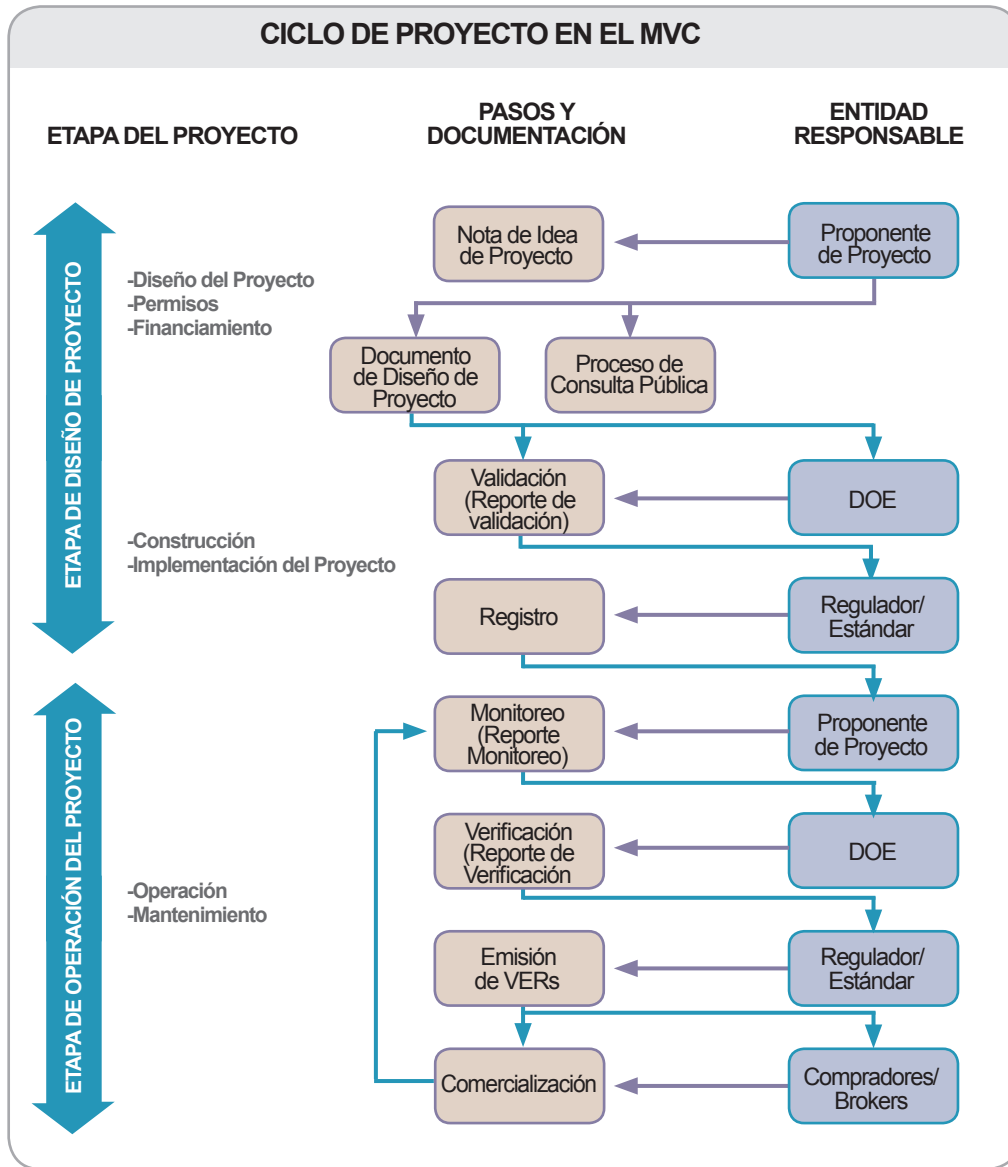 CICLO DE PROYECTO EN EL MVC
ETAPA DEL PROYECTO
PASOS Y
DOCUMENTACIÓN
ENTIDAD
RESPONSABLE
ETAPA DE DISEÑO DE PROYECTO
-Diseño del Proyecto
-Permisos
-Financiamiento
Nota de Idea
de Proyecto
Proponente
de Proyecto
Documento
de Diseño de
Proyecto
Proceso de
Consulta Pública
-Construcción
-Implementación del Proyecto
Validación
(Reporte de
validación)
DOE
Registro
Regulador/
Estándar
ETAPA DE OPERACIÓN DEL PROYECTO
-Operación
-Mantenimiento
Monitoreo
(Reporte
Monitoreo)
Proponente
de Proyecto
Verificación
(Reporte de
Verificación
DOE
Emisión
de VERs
Regulador/
Estándar
Comercialización
Compradores/
Brokers